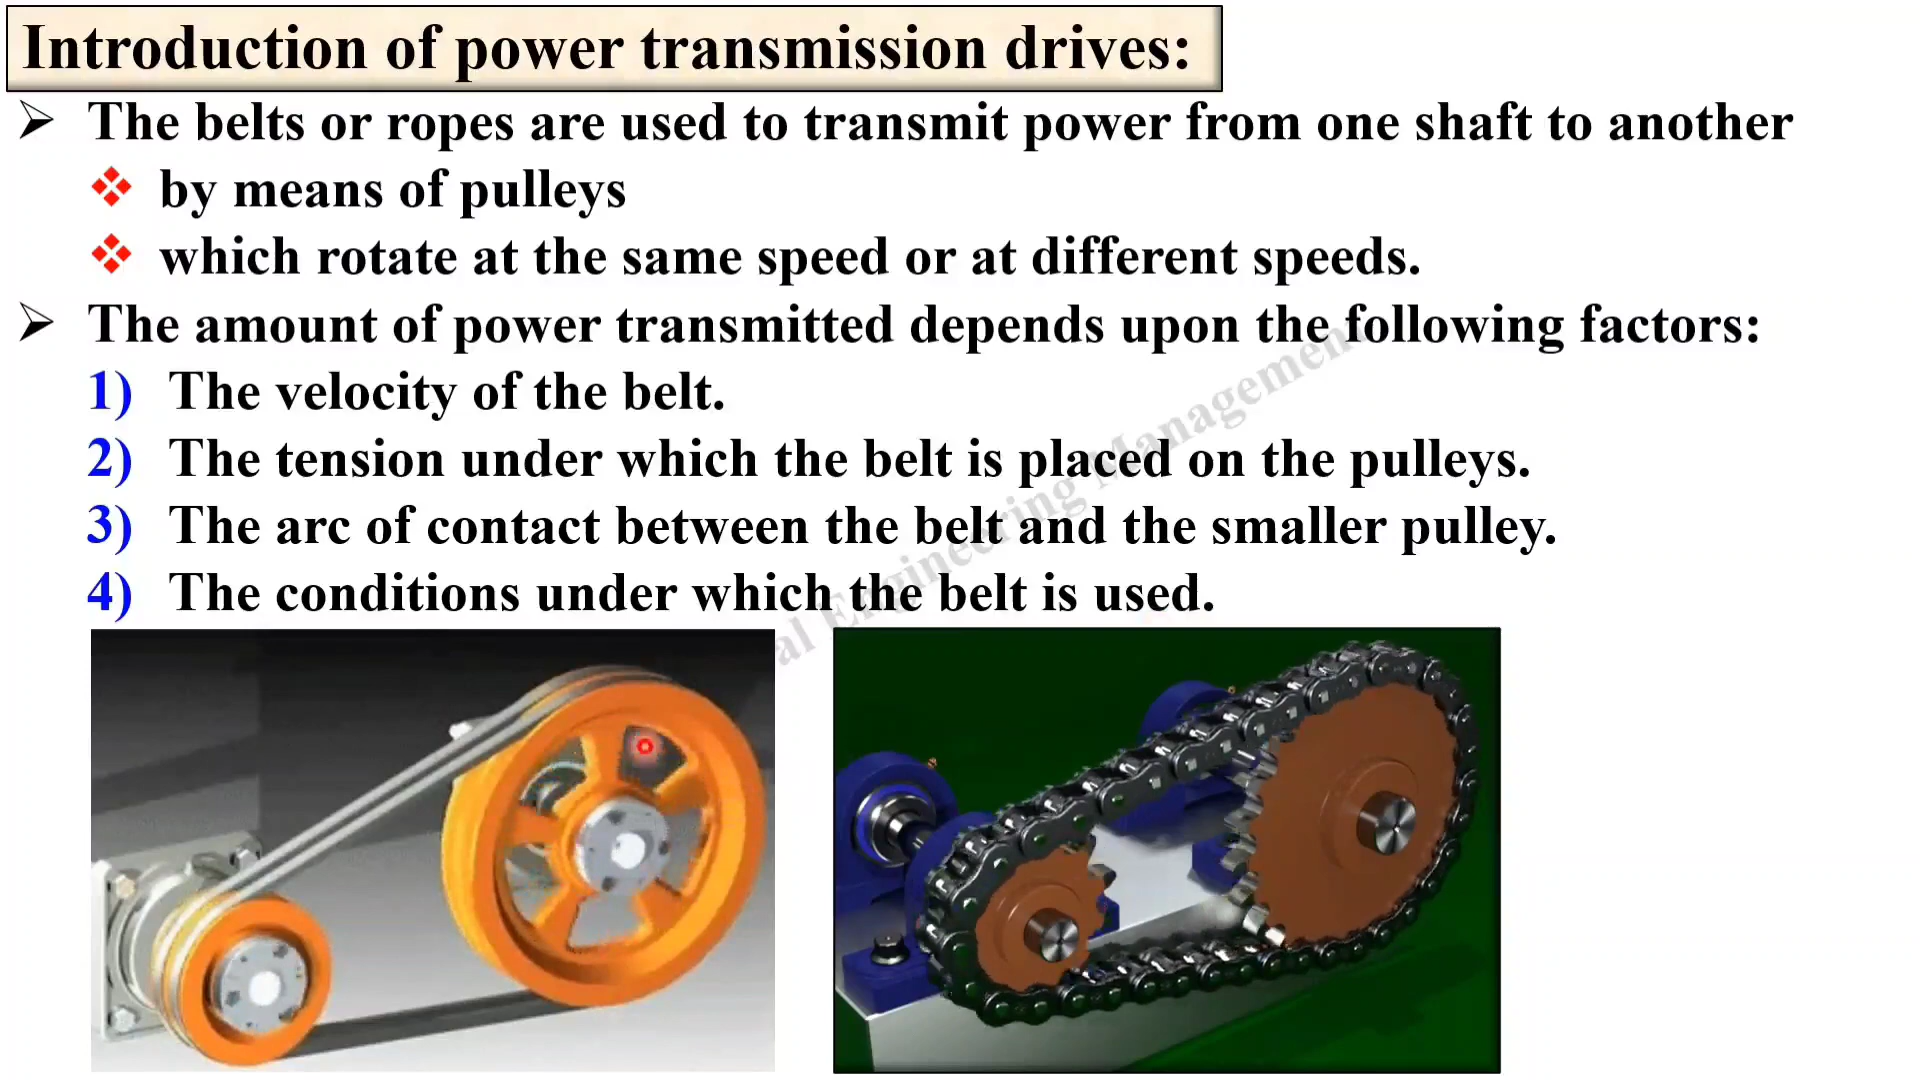 Introduction of power transmission drives:
➢ The belts or ropes are used to transmit power from one shaft to another
❖ by means of pulleys
❖ which rotate at the same speed or at different speeds.
➢ The amount of power transmitted depends upon the following factors:
1) The velocity of the belt.
2) The tension under which the belt is placed on the pulleys.
3) The arc of contact between the belt and the smaller pulley.
4) The conditions under which the belt is used.
al Engineering Management